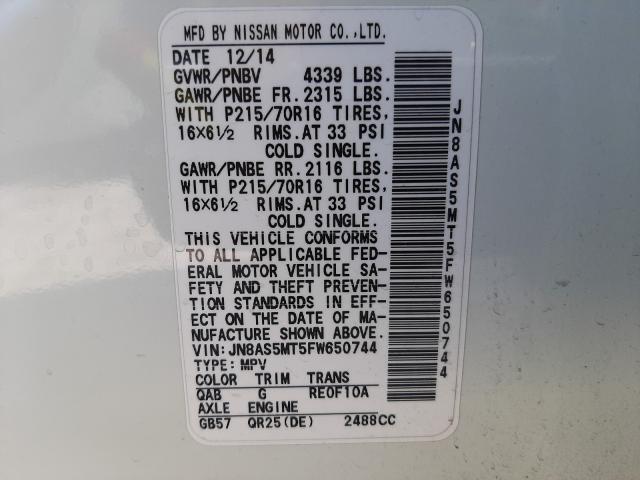 MFD BY NISSAN MOTOR CO.,LTD.
DATE 12/14
GVWR/PNBV 4339 LBS.
GAWR/PNBE FR.2315 LBS.
WITH P215/70R16 TIRES,
16X6½ RIMS.AT 33 PSI
COLD SINGLE.
GAWR/PNBE RR.2116 LBS.
WITH P215/70R16 TIRES,
16X6½ RIMS.AT 33 PSI
COLD SINGLE.
THIS VEHICLE CONFORMS
TO ALL APPLICABLE FED-
ERAL MOTOR VEHICLE SA-
FETY AND THEFT PREVEN-
TION STANDARDS IN EFF-
ECT ON THE DATE OF MA-
NUFACTURE SHOWN ABOVE.
VIN:JN8AS5MT5FW650744
TYPE:MPV
COLOR TRIM TRANS
QAB G RE0F10A
AXLE ENGINE
GB57 QR25(DE) 2488CC
JN8AS5MT5FW650744